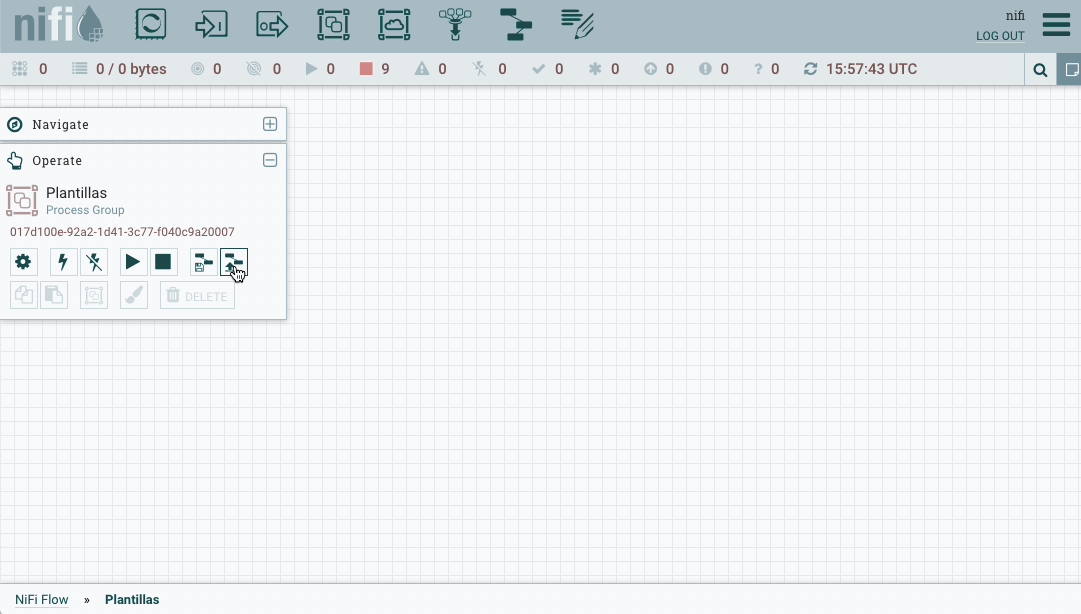 nifi
nifi
LOG OUT
0 0 / 0 bytes 0 0 0 9 0 0 0 0 0 0 ? 0 15:57:43 UTC
Navigate
Operate
Plantillas
Process Group
017d100e-92a2-1d41-3c77-f040c9a20007
DELETE
NiFi Flow » Plantillas